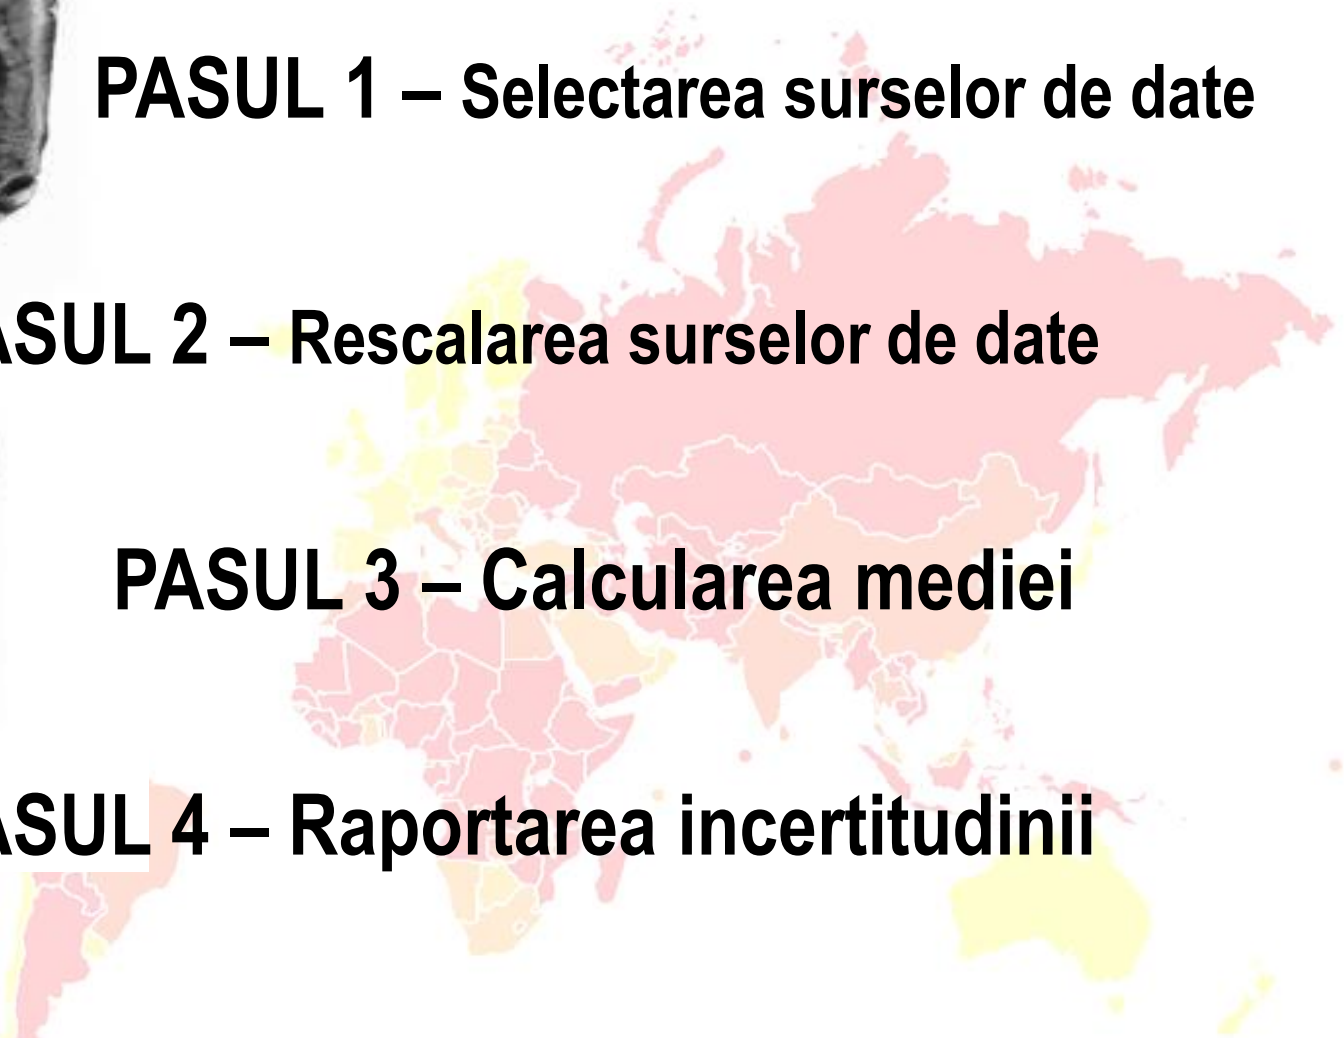 PASUL 1 – Selectarea surselor de date
ASUL 2 – Rescalarea surselor de date
PASUL 3 – Calcularea mediei
ASUL 4 – Raportarea incertitudinii